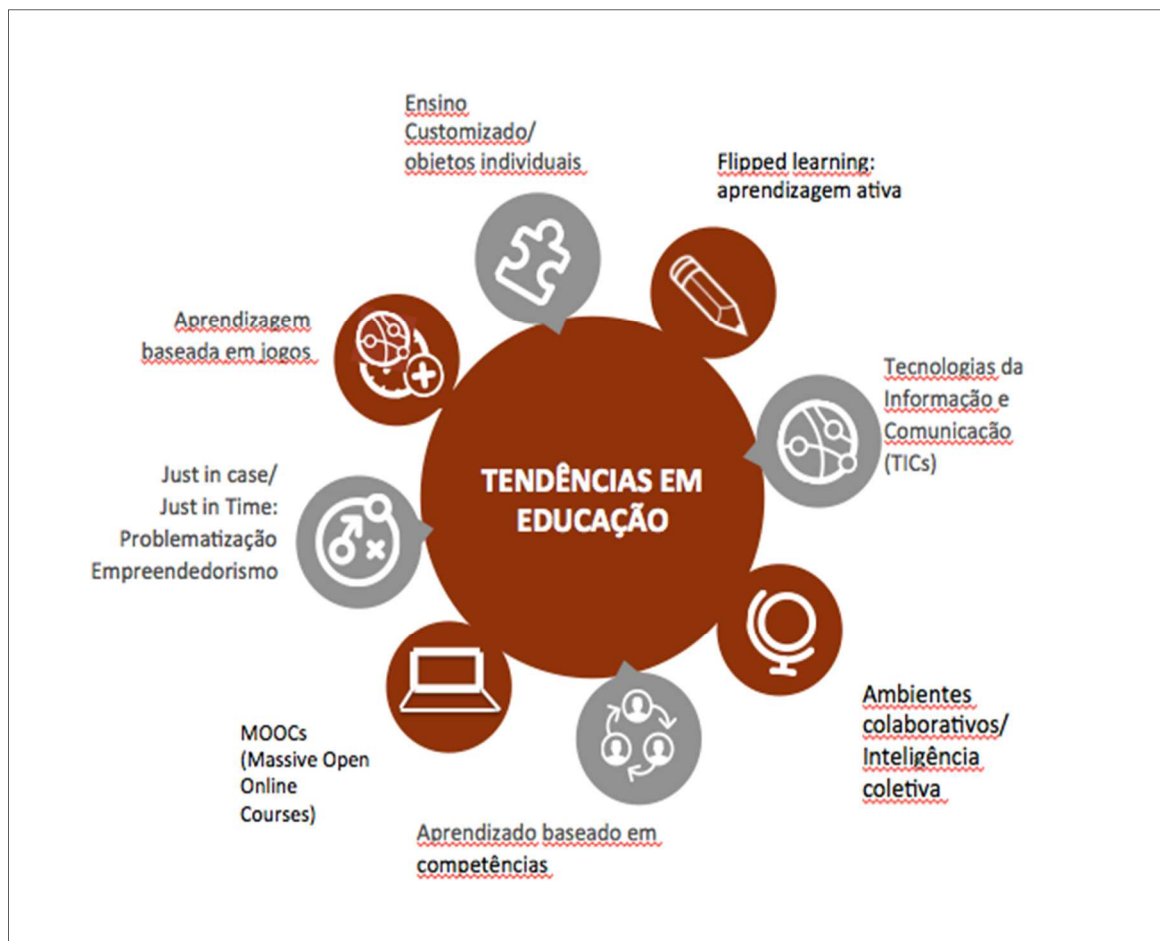 Ensino
Customizado/
objetos individuais
Flipped learning:
aprendizagem ativa
Tecnologias da
Informação e
Comunicação
(TICs)
Ambientes
colaborativos/
Inteligência
coletiva
Aprendizado baseado em
competências
MOOCs
(Massive Open
Online
Courses)
Just in case/
Just in Time:
Problematização
Empreendedorismo
Aprendizagem
baseada em jogos
TENDÊNCIAS EM
EDUCAÇÃO